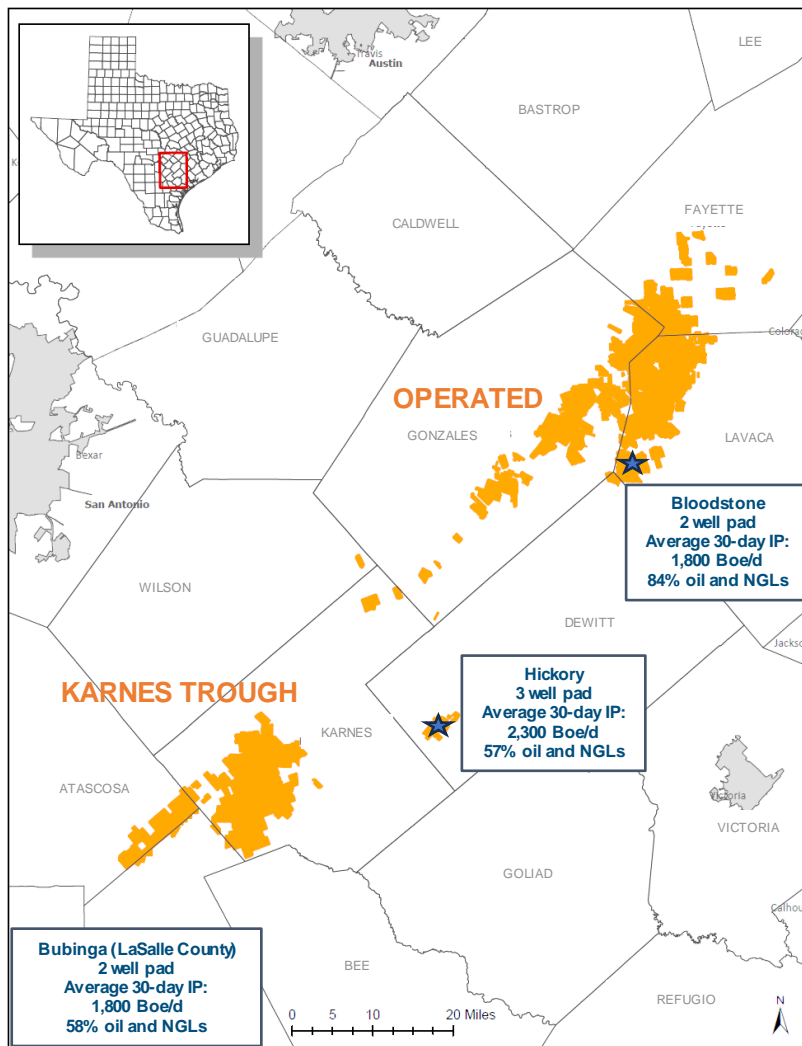 Travis
Austin
LEE
BASTROP
FAYETTE
CALDWELL
GUADALUPE
Colorad
OPERATED
GONZALES
LAVACA
Bexar
San Antonio
Bloodstone
2 well pad
Average 30-day IP:
1,800 Boe/d
84% oil and NGLs
WILSON
DEWITT
Jackso
Hickory
3 well pad
Average 30-day IP:
2,300 Boe/d
57% oil and NGLs
KARNES TROUGH
KARNES
ATASCOSA
Victoria
VICTORIA
GOLIAD
Calhou
Bubinga (LaSalle County)
2 well pad
Average 30-day IP:
1,800 Boe/d
58% oil and NGLs
BEE
REFUGIO
N
0 5 10 20 Miles